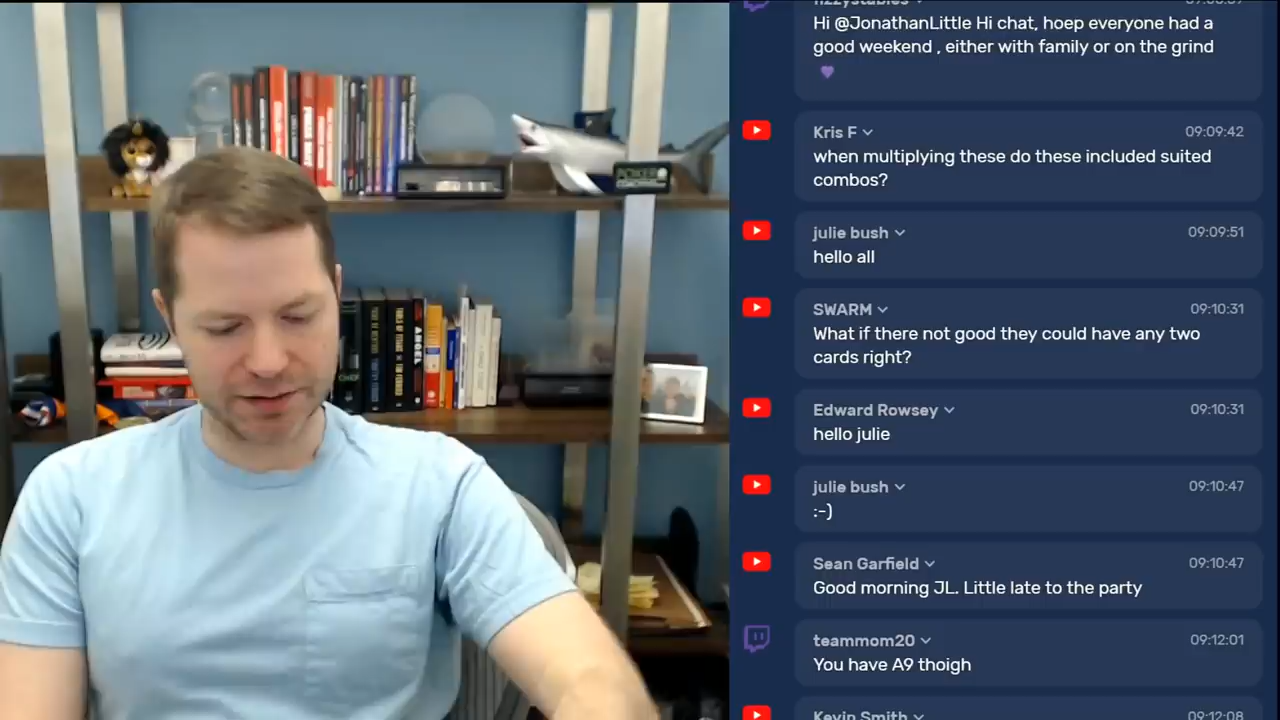 Hi @JonathanLittle Hi chat, hoep everyone had a
good weekend , either with family or on the grind
Kris F
09:09:42
when multiplying these do these included suited
combos?
julie bush
09:09:51
hello all
SWARM
09:10:31
What if there not good they could have any two
cards right?
Edward Rowsey
09:10:31
hello julie
julie bush
09:10:47
:-)
Sean Garfield
09:10:47
Good morning JL. Little late to the party
teammom20
09:12:01
You have A9 thoigh
Kevin Smith
09:12:08